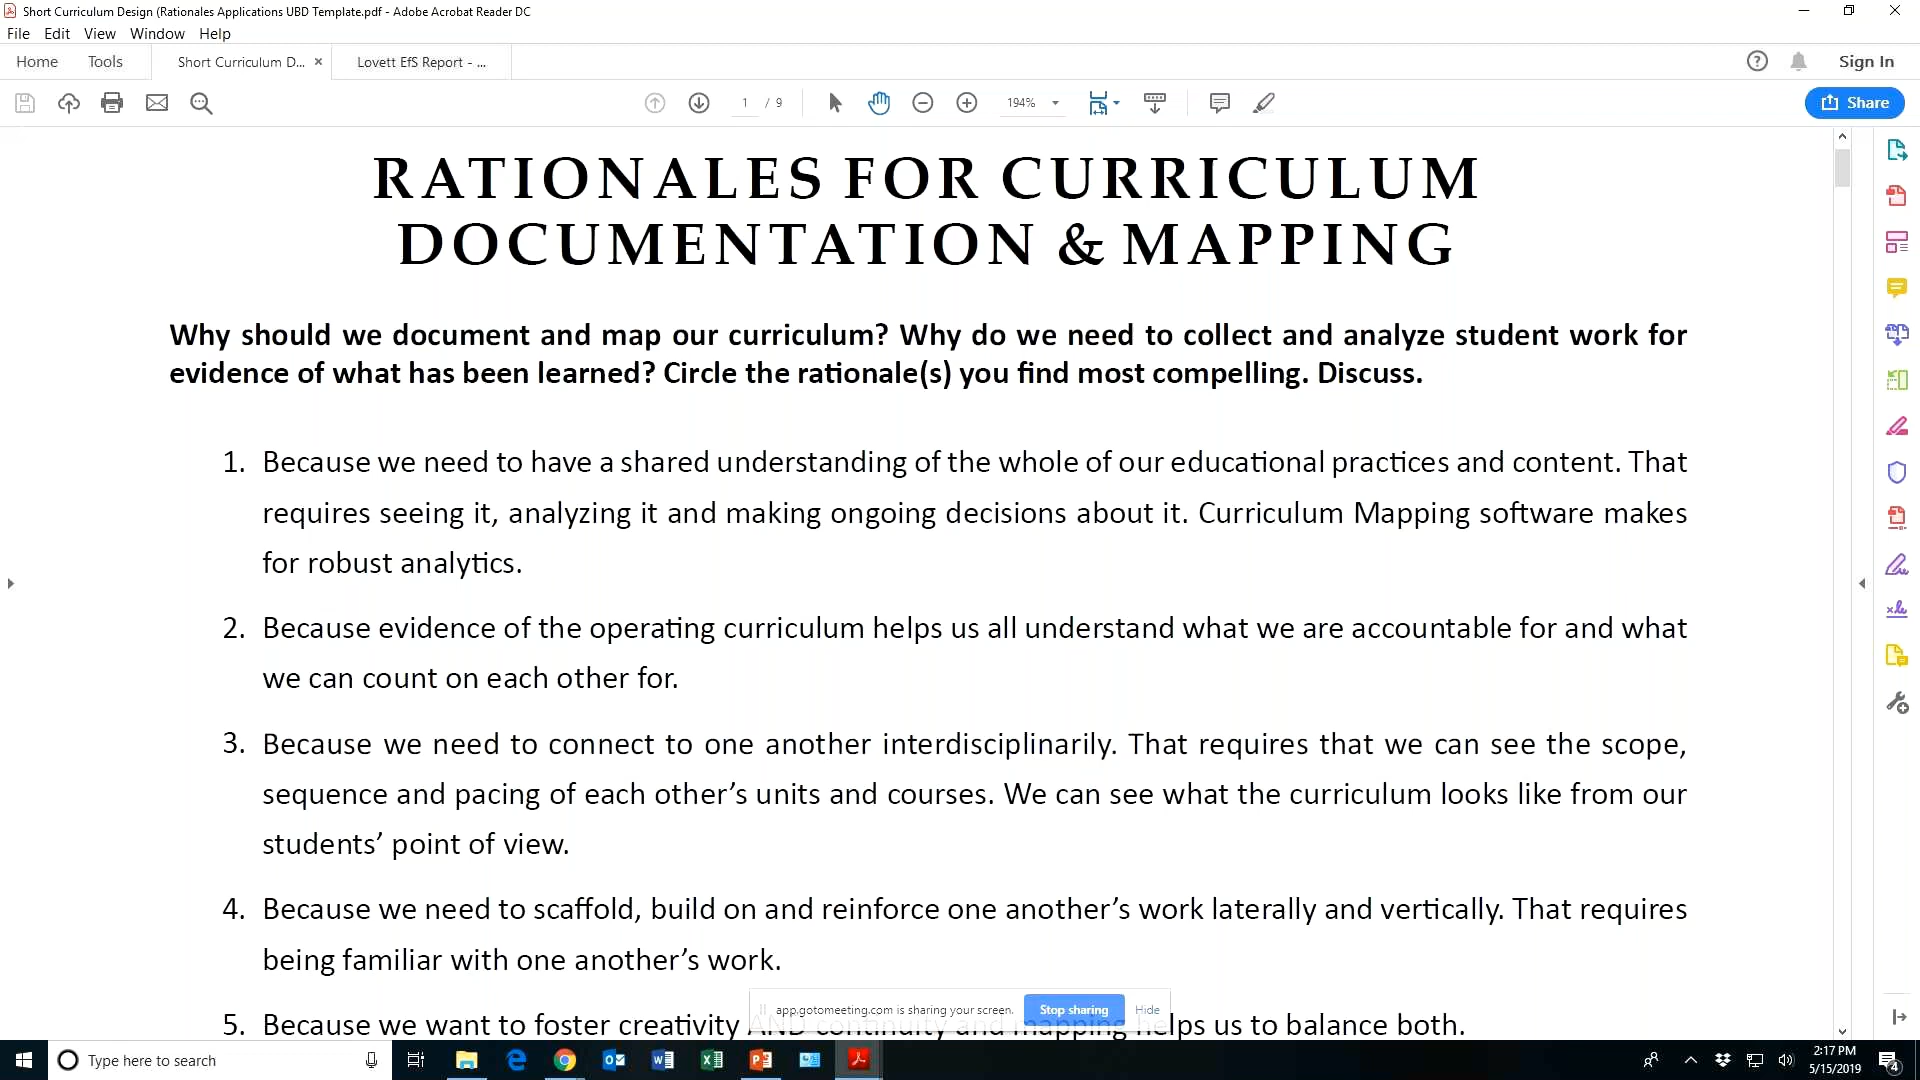 Short Curriculum Design (Rationales Applications UBD Template.pdf - Adobe Acrobat Reader DC
File Edit View Window Help
Home Tools Short Curriculum D... × Lovett EfS Report - ... Sign In
1 / 9 194% Share
RATIONALES FOR CURRICULUM
DOCUMENTATION & MAPPING
Why should we document and map our curriculum? Why do we need to collect and analyze student work for
evidence of what has been learned? Circle the rationale(s) you find most compelling. Discuss.
1. Because we need to have a shared understanding of the whole of our educational practices and content. That
requires seeing it, analyzing it and making ongoing decisions about it. Curriculum Mapping software makes
for robust analytics.
2. Because evidence of the operating curriculum helps us all understand what we are accountable for and what
we can count on each other for.
3. Because we need to connect to one another interdisciplinarily. That requires that we can see the scope,
sequence and pacing of each other’s units and courses. We can see what the curriculum looks like from our
students’ point of view.
4. Because we need to scaffold, build on and reinforce one another’s work laterally and vertically. That requires
being familiar with one another’s work.
app.gotomeeting.com is sharing your screen. Stop sharing Hide
5. Because we want to foster creativity AND continuity and mapping helps us to balance both.
Type here to search
2:17 PM
5/15/2019
4